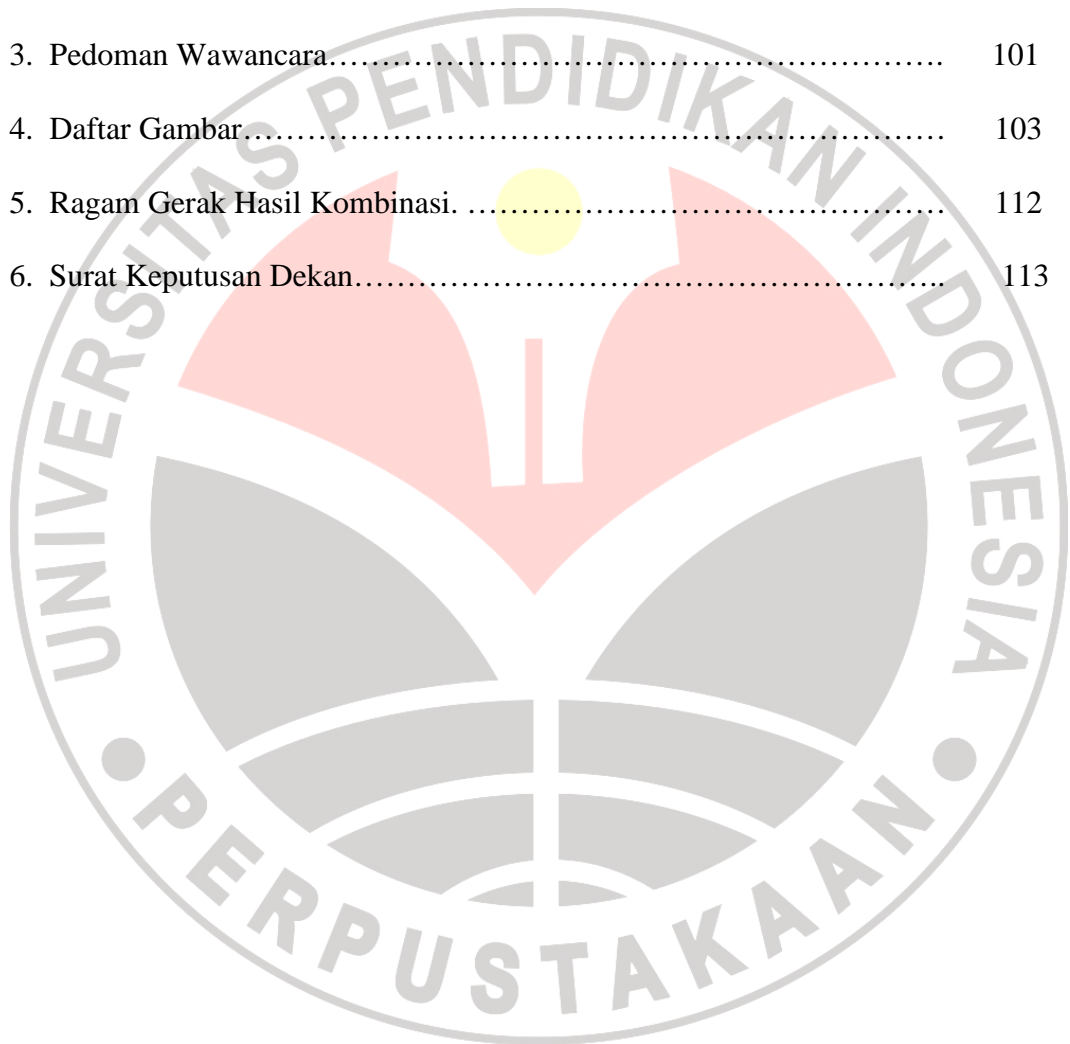 3. Pedoman Wawancara…………………………………………………………. 101
4. Daftar Gambar………………………………………………………………… 103
5. Ragam Gerak Hasil Kombinasi. …………………………………………… 112
6. Surat Keputusan Dekan……………………………………………………….. 113
UNIVERSITAS PENDIDIKAN INDONESIA
PERPUSTAKAAN